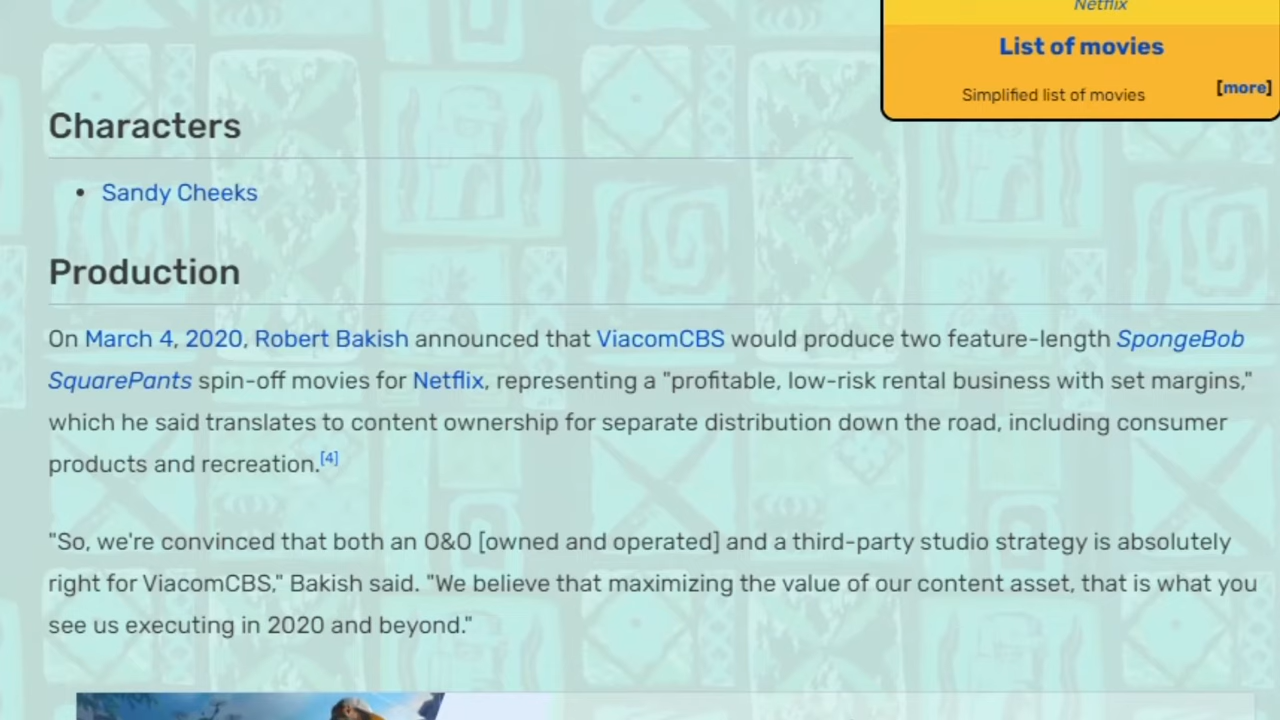 Netflix
List of movies
Simplified list of movies
[more]
Characters
• Sandy Cheeks
Production
On March 4, 2020, Robert Bakish announced that ViacomCBS would produce two feature-length SpongeBob
SquarePants spin-off movies for Netflix, representing a "profitable, low-risk rental business with set margins,"
which he said translates to content ownership for separate distribution down the road, including consumer
products and recreation.[4]
"So, we're convinced that both an O&O [owned and operated] and a third-party studio strategy is absolutely
right for ViacomCBS," Bakish said. "We believe that maximizing the value of our content asset, that is what you
see us executing in 2020 and beyond."